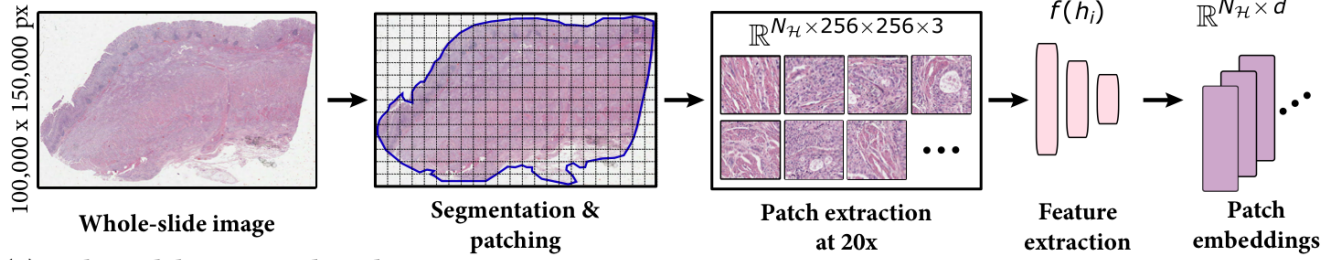 100,000 x 150,000 px
Whole-slide image
Segmentation &
patching
ℝ^{N_ℋ×256×256×3}
Patch extraction
at 20x
f(h_i)
Feature
extraction
ℝ^{N_ℋ×d}
Patch
embeddings